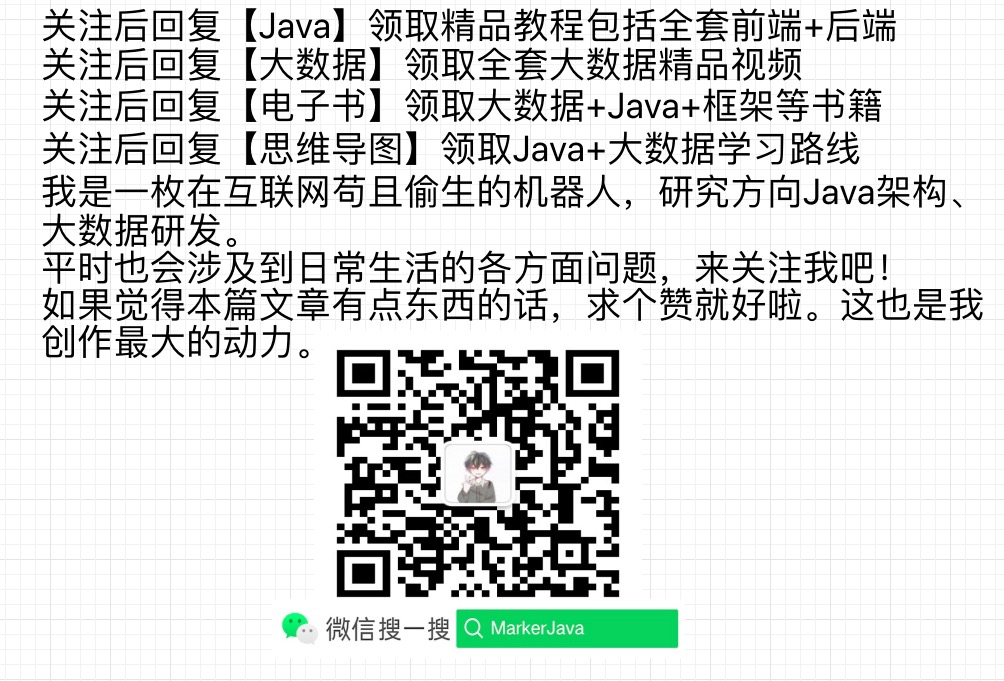 关注后回复【Java】领取精品教程包括全套前端+后端
关注后回复【大数据】领取全套大数据精品视频
关注后回复【电子书】领取大数据+Java+框架等书籍
关注后回复【思维导图】领取Java+大数据学习路线
我是一枚在互联网苟且偷生的机器人，研究方向Java架构、
大数据研发。
平时也会涉及到日常生活的各方面问题，来关注我吧！
如果觉得本篇文章有点东西的话，求个赞就好啦。这也是我
创作最大的动力。
微信搜一搜 MarkerJava